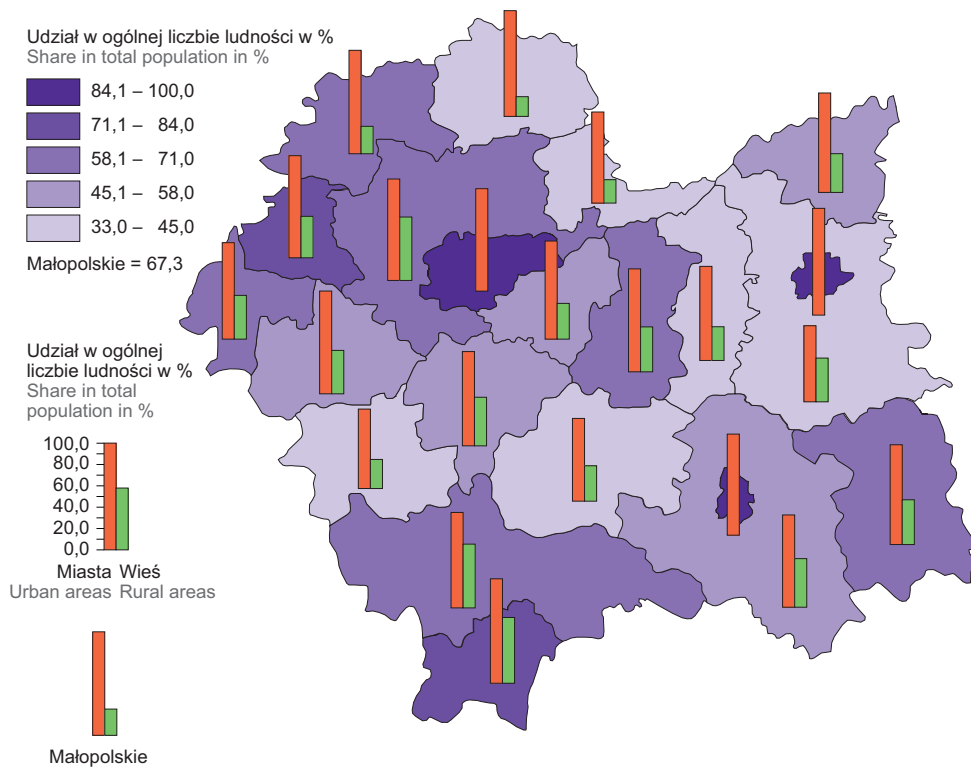 Udział w ogólnej liczbie ludności w %
Share in total population in %
84,1 – 100,0
71,1 – 84,0
58,1 – 71,0
45,1 – 58,0
33,0 – 45,0
Małopolskie = 67,3
Udział w ogólnej
liczbie ludności w %
Share in total
population in %
100,0
80,0
60,0
40,0
20,0
0,0
Miasta Wieś
Urban areas Rural areas
Małopolskie